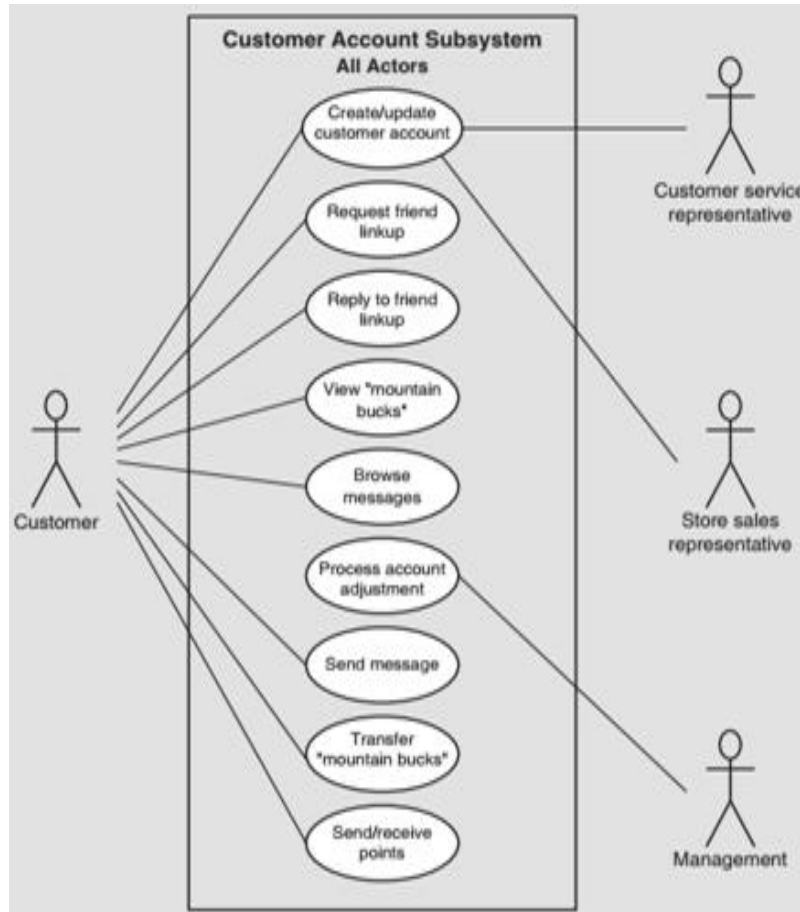 Customer Account Subsystem
All Actors
Create/update
customer account
Customer service
representative
Request friend
linkup
Reply to friend
linkup
View "mountain
bucks"
Customer
Browse
messages
Store sales
representative
Process account
adjustment
Send message
Transfer
"mountain bucks"
Send/receive
points
Management